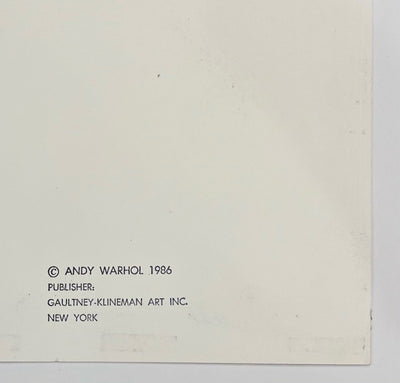 © ANDY WARHOL 1986
PUBLISHER:
GAULTNEY-KLINEMAN ART INC.
NEW YORK